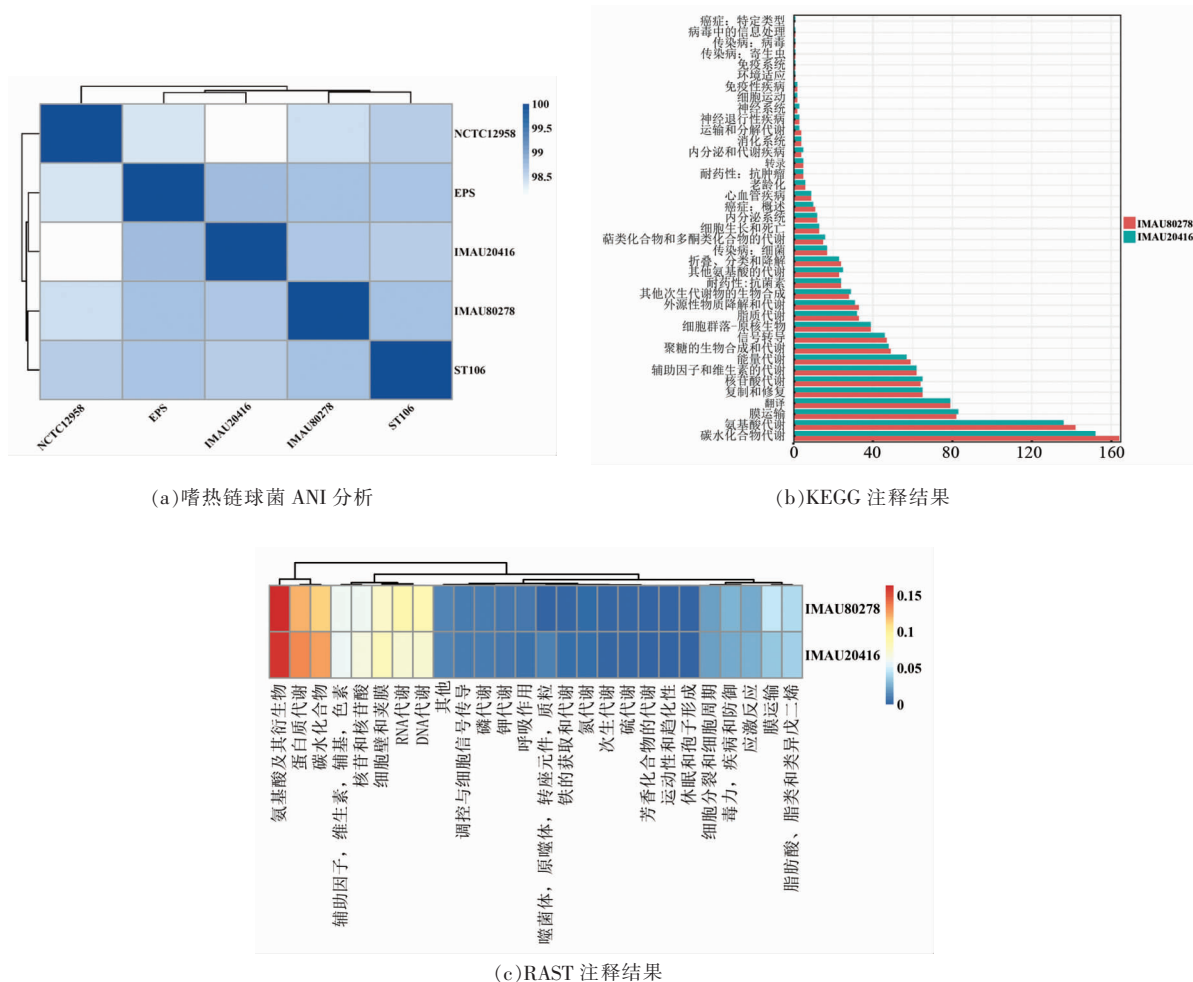 100
99.5
99
98.5
NCTC12958
EPS
IMAU20416
IMAU80278
ST106
NCTC12958
EPS
IMAU20416
IMAU80278
ST106
(a)嗜热链球菌 ANI 分析
癌症：特定类型
病毒中的信息处理
传染病：病毒
传染病：寄生虫
免疫系统
环境适应
免疫性疾病
细胞运动
神经系统
神经退行性疾病
运输和分解代谢
消化系统
内分泌和代谢疾病
转录
耐药性：抗肿瘤
老龄化
心血管疾病
癌症：概述
内分泌系统
细胞生长和死亡
萜类化合物和多酮类化合物的代谢
传染病：细菌
折叠、分类和降解
其他氨基酸的代谢
耐药性:抗菌素
其他次生代谢物的生物合成
外源性物质降解和代谢
脂质代谢
细胞群落-原核生物
信号转导
聚糖的生物合成和代谢
能量代谢
辅助因子和维生素的代谢
核苷酸代谢
复制和修复
翻译
膜运输
氨基酸代谢
碳水化合物代谢
0 40 80 120 160
IMAU80278
IMAU20416
(b)KEGG 注释结果
IMAU80278
IMAU20416
0.15
0.1
0.05
0
氨基酸及其衍生物
蛋白质代谢
碳水化合物
辅助因子，维生素，辅基，色素
核苷和核苷酸
细胞壁和荚膜
RNA代谢
DNA代谢
其他
调控与细胞信号传导
磷代谢
钾代谢
呼吸作用
噬菌体，原噬体，转座元件，质粒
铁的获取和代谢
氮代谢
次生代谢
硫代谢
芳香化合物的代谢
运动性和趋化性
休眠和孢子形成
细胞分裂和细胞周期
毒力，疾病和防御
应激反应
膜运输
脂肪酸、脂类和类异戊二烯
(c)RAST 注释结果